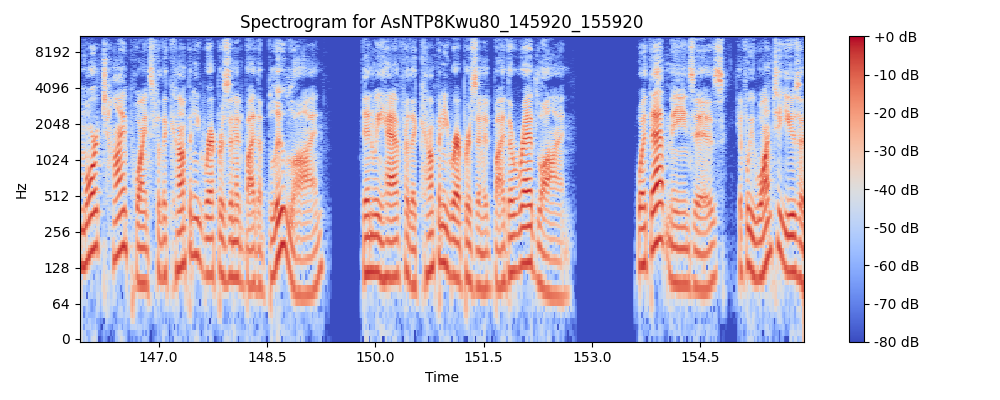 Spectrogram for AsNTP8Kwu80_145920_155920
8192
4096
2048
1024
512
256
128
64
0
Hz
147.0 148.5 150.0 151.5 153.0 154.5
Time
+0 dB
-10 dB
-20 dB
-30 dB
-40 dB
-50 dB
-60 dB
-70 dB
-80 dB